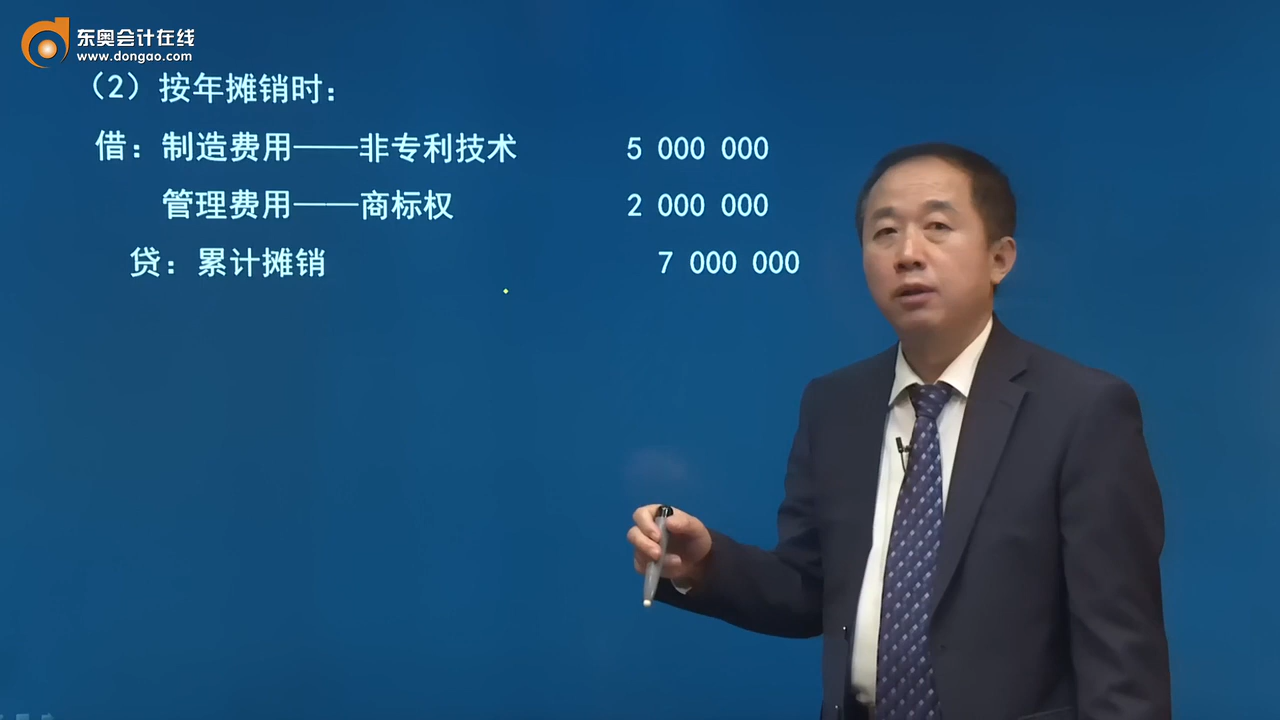 东奥会计在线
www.dongao.com
（2）按年摊销时：
借：制造费用——非专利技术 5 000 000
管理费用——商标权 2 000 000
贷：累计摊销 7 000 000